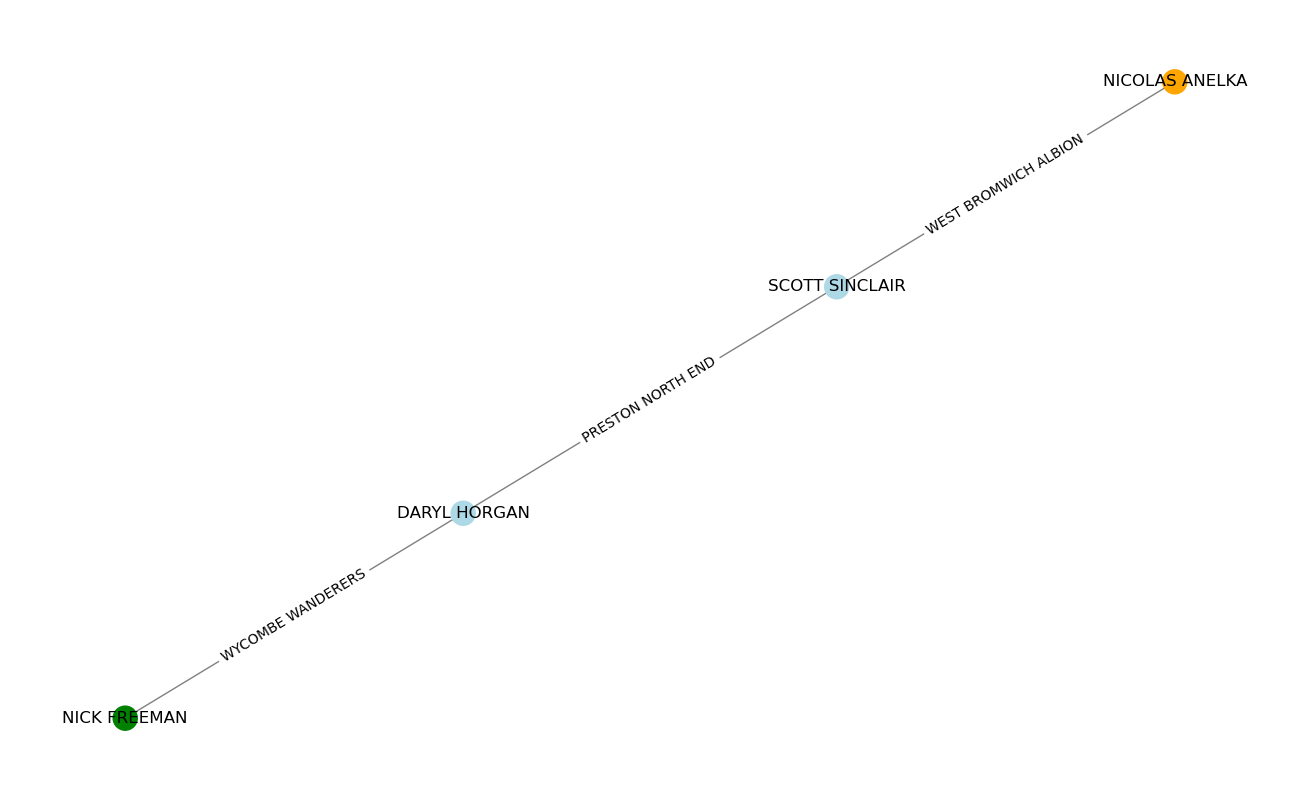 NICOLAS ANELKA
WEST BROMWICH ALBION
SCOTT SINCLAIR
PRESTON NORTH END
DARYL HORGAN
WYCOMBE WANDERERS
NICK FREEMAN